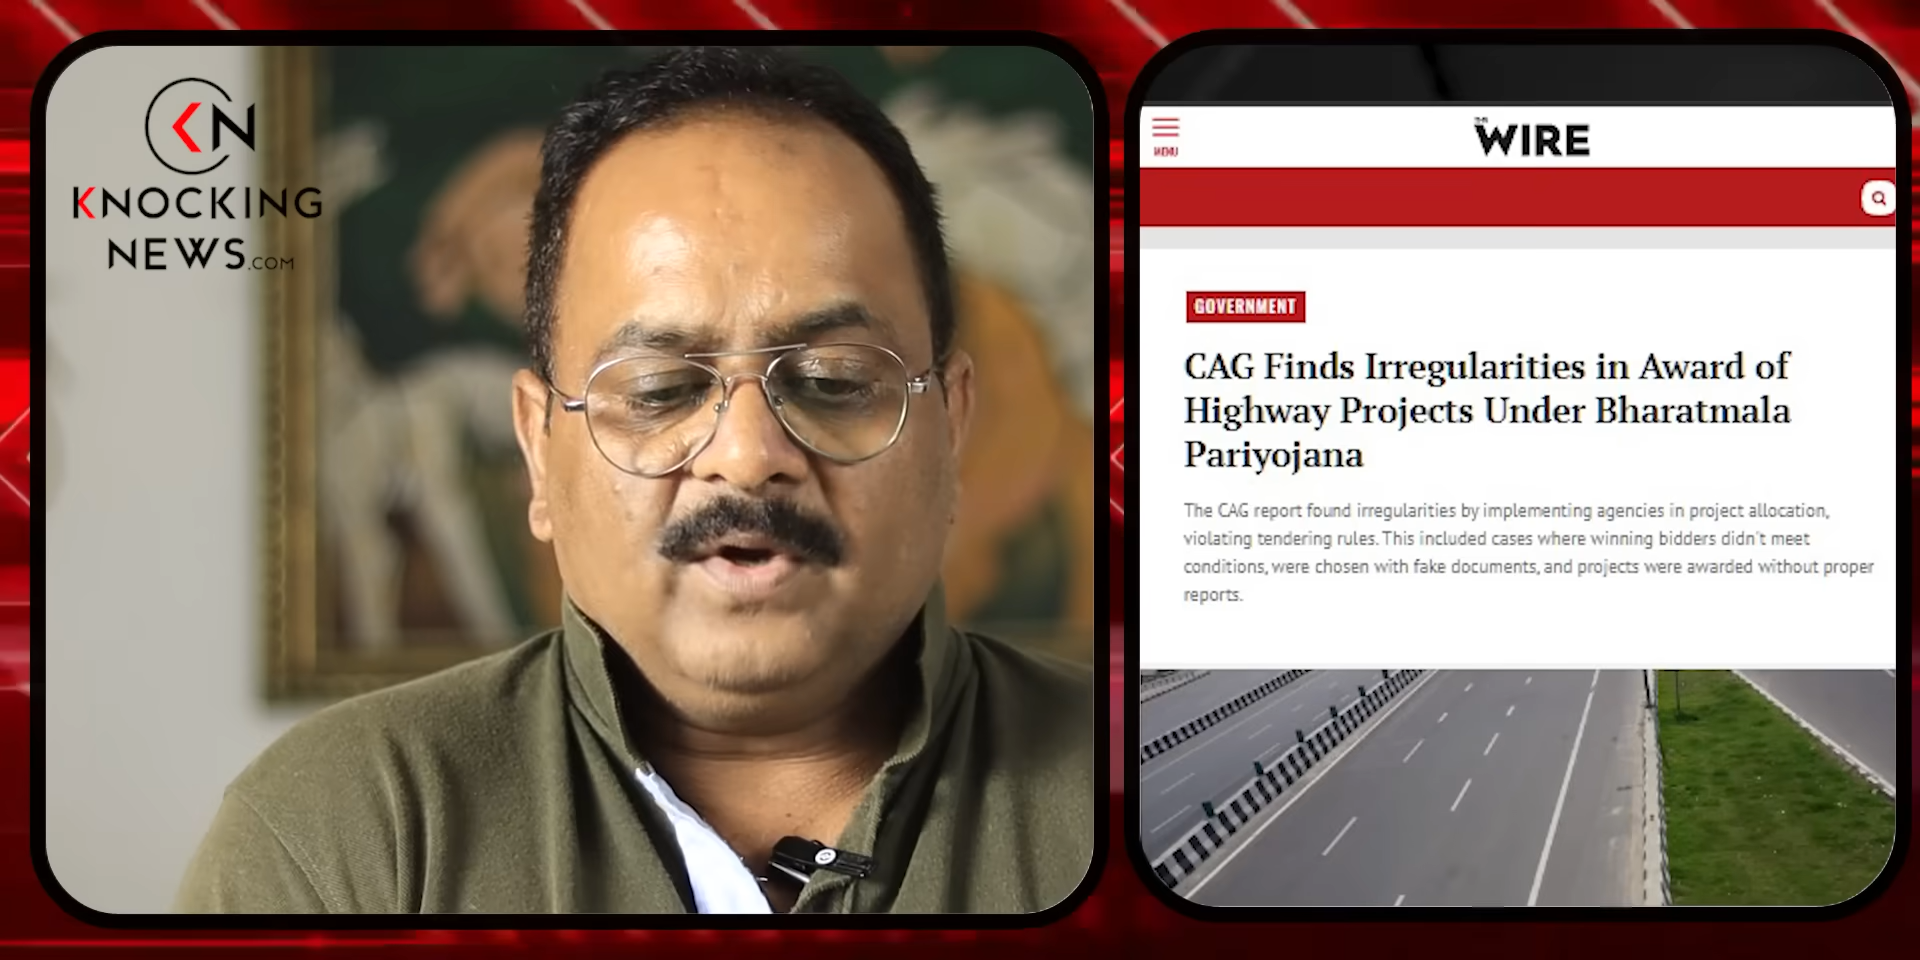 KN
KNOCKING
NEWS.COM
MENU
THE
WIRE
GOVERNMENT
CAG Finds Irregularities in Award of
Highway Projects Under Bharatmala
Pariyojana
The CAG report found irregularities by implementing agencies in project allocation,
violating tendering rules. This included cases where winning bidders didn't meet
conditions, were chosen with fake documents, and projects were awarded without proper
reports.